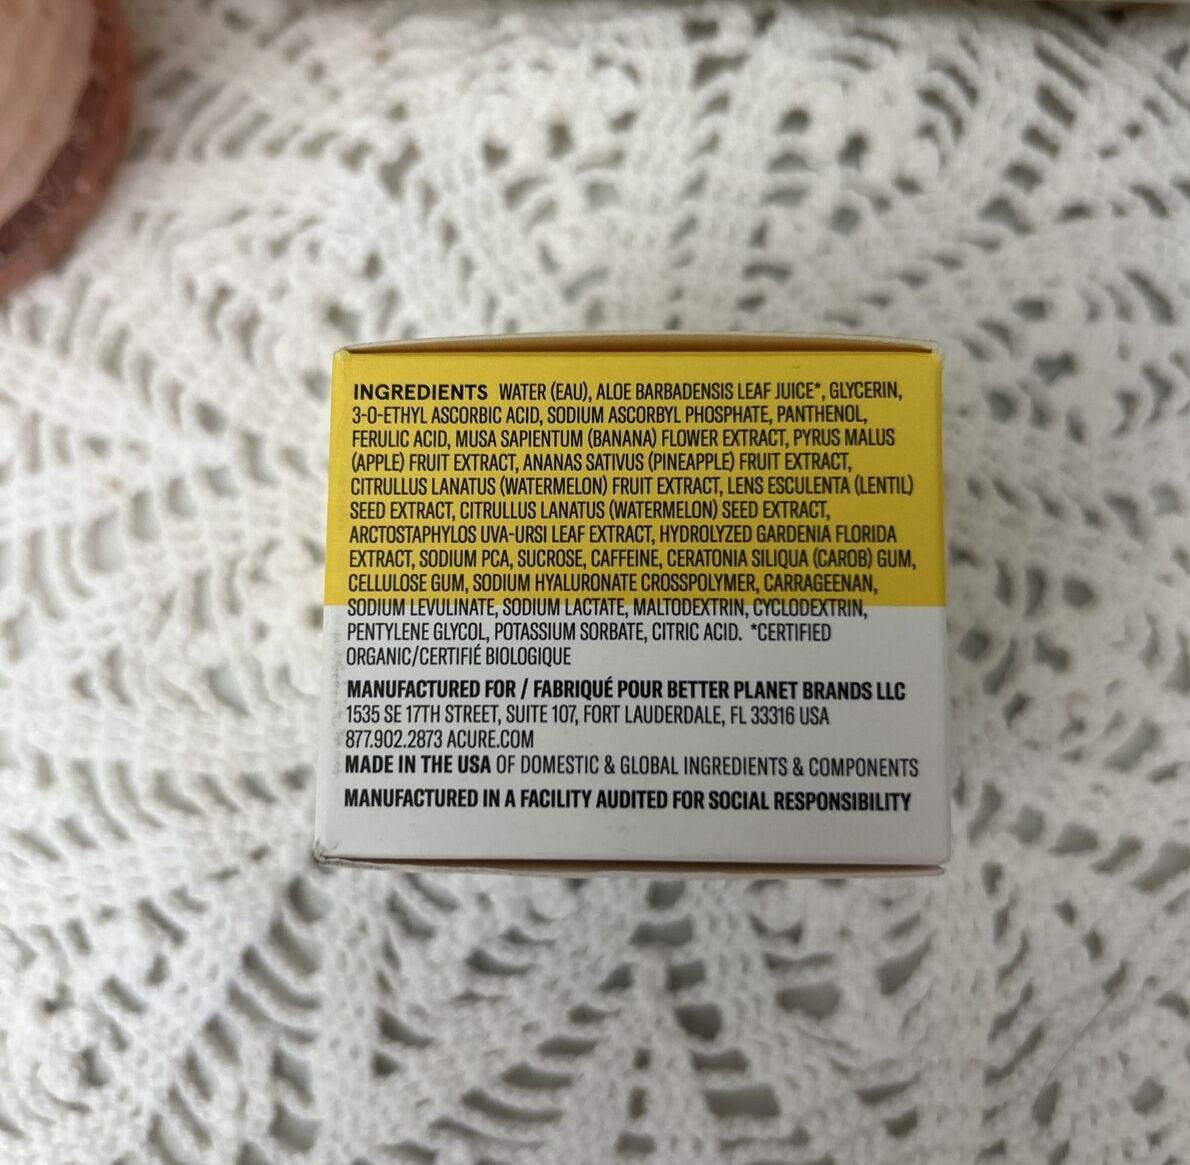 INGREDIENTS WATER (EAU), ALOE BARBADENSIS LEAF JUICE*, GLYCERIN,
3-O-ETHYL ASCORBIC ACID, SODIUM ASCORBYL PHOSPHATE, PANTHENOL,
FERULIC ACID, MUSA SAPIENTUM (BANANA) FLOWER EXTRACT, PYRUS MALUS
(APPLE) FRUIT EXTRACT, ANANAS SATIVUS (PINEAPPLE) FRUIT EXTRACT,
CITRULLUS LANATUS (WATERMELON) FRUIT EXTRACT, LENS ESCULENTA (LENTIL)
SEED EXTRACT, CITRULLUS LANATUS (WATERMELON) SEED EXTRACT,
ARCTOSTAPHYLOS UVA-URSI LEAF EXTRACT, HYDROLYZED GARDENIA FLORIDA
EXTRACT, SODIUM PCA, SUCROSE, CAFFEINE, CERATONIA SILIQUA (CAROB) GUM,
CELLULOSE GUM, SODIUM HYALURONATE CROSSPOLYMER, CARRAGEENAN,
SODIUM LEVULINATE, SODIUM LACTATE, MALTODEXTRIN, CYCLODEXTRIN,
PENTYLENE GLYCOL, POTASSIUM SORBATE, CITRIC ACID. *CERTIFIED
ORGANIC/CERTIFIÉ BIOLOGIQUE
MANUFACTURED FOR / FABRIQUÉ POUR BETTER PLANET BRANDS LLC
1535 SE 17TH STREET, SUITE 107, FORT LAUDERDALE, FL 33316 USA
877.902.2873 ACURE.COM
MADE IN THE USA OF DOMESTIC & GLOBAL INGREDIENTS & COMPONENTS
MANUFACTURED IN A FACILITY AUDITED FOR SOCIAL RESPONSIBILITY